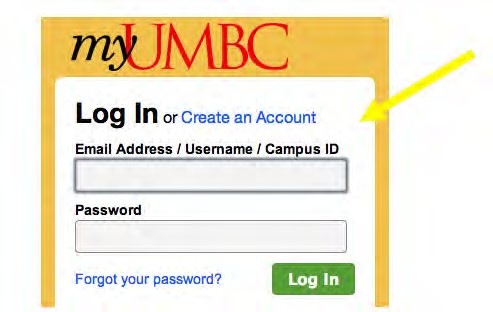 myUMBC
Log In or Create an Account
Email Address / Username / Campus ID
Password
Forgot your password? Log In